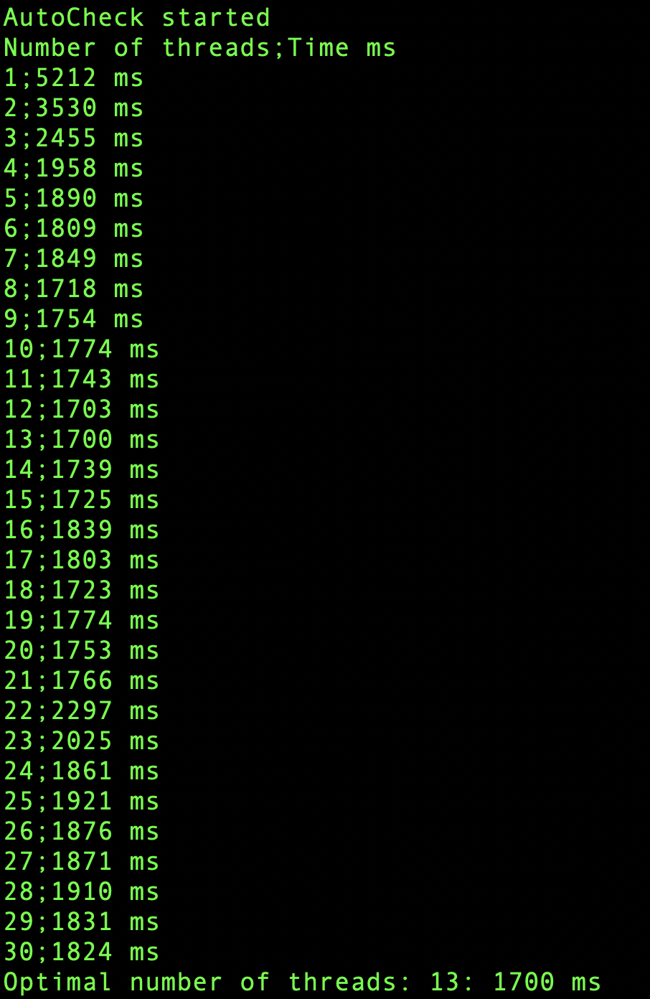 AutoCheck started
Number of threads;Time ms
1;5212 ms
2;3530 ms
3;2455 ms
4;1958 ms
5;1890 ms
6;1809 ms
7;1849 ms
8;1718 ms
9;1754 ms
10;1774 ms
11;1743 ms
12;1703 ms
13;1700 ms
14;1739 ms
15;1725 ms
16;1839 ms
17;1803 ms
18;1723 ms
19;1774 ms
20;1753 ms
21;1766 ms
22;2297 ms
23;2025 ms
24;1861 ms
25;1921 ms
26;1876 ms
27;1871 ms
28;1910 ms
29;1831 ms
30;1824 ms
Optimal number of threads: 13: 1700 ms